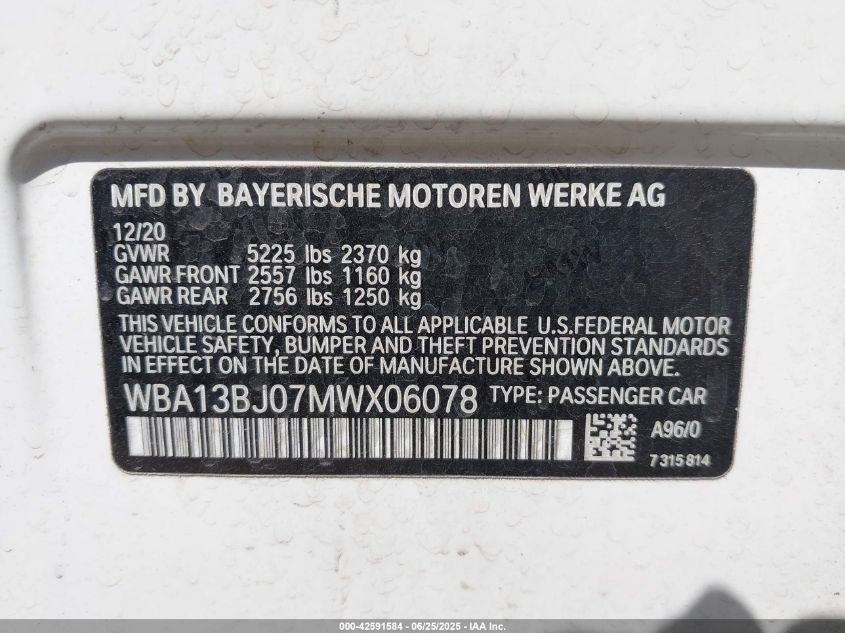 MFD BY BAYERISCHE MOTOREN WERKE AG
12/20
GVWR 5225 lbs 2370 kg
GAWR FRONT 2557 lbs 1160 kg
GAWR REAR 2756 lbs 1250 kg
THIS VEHICLE CONFORMS TO ALL APPLICABLE U.S.FEDERAL MOTOR
VEHICLE SAFETY, BUMPER AND THEFT PREVENTION STANDARDS
IN EFFECT ON THE DATE OF MANUFACTURE SHOWN ABOVE.
WBA13BJ07MWX06078 TYPE: PASSENGER CAR
A96/0
7315814
000-42591584 / 06/25/2025 - IAA Inc.